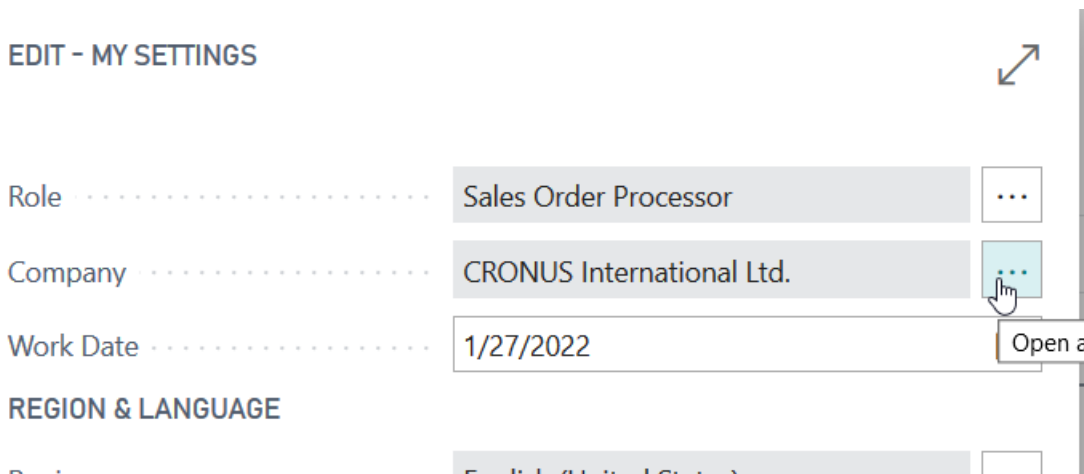 EDIT - MY SETTINGS
Role Sales Order Processor ...
Company CRONUS International Ltd. ...
Work Date 1/27/2022
Open a
REGION & LANGUAGE